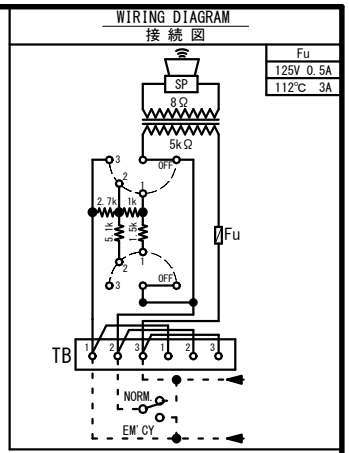 WIRING DIAGRAM
接続図
Fu
125V 0.5A
112℃ 3A
SP
8Ω
5kΩ
3
OFF
2
1
2.7k
1k
5.1k
1.5k
Fu
2
1
3
OFF
TB
1 2 3 1 2 3
NORM.
EM'CY